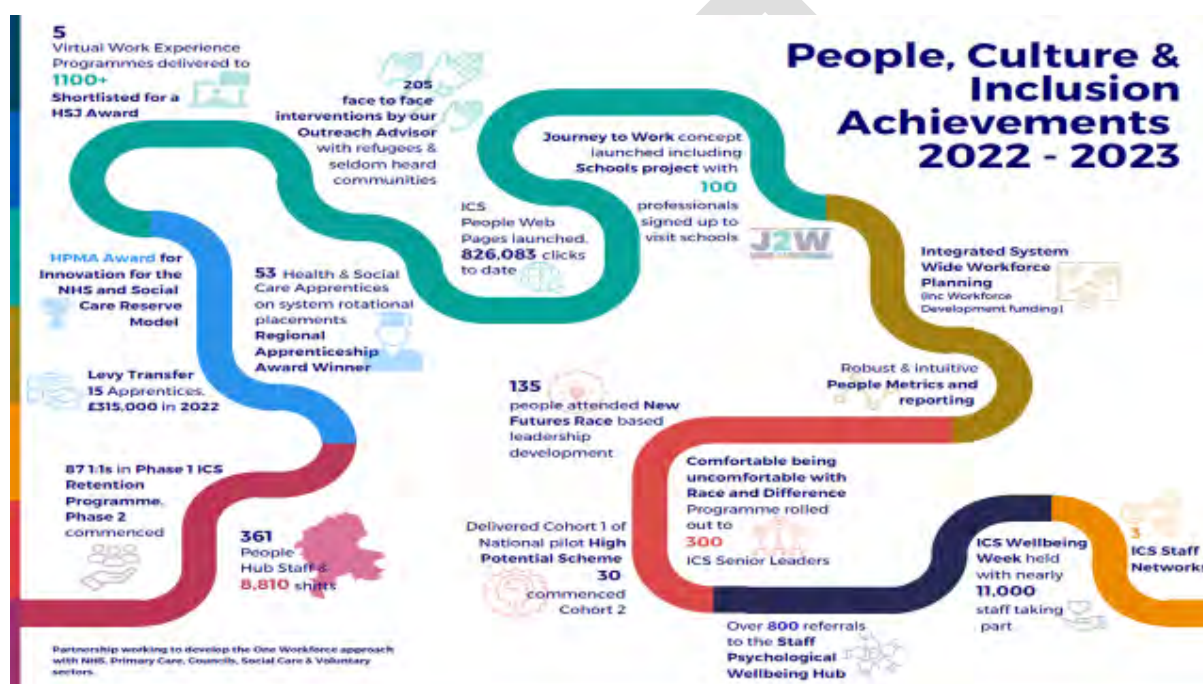 People, Culture &
Inclusion
Achievements
2022 - 2023
5
Virtual Work Experience
Programmes delivered to
1100+
Shortlisted for a
HSJ Award
205
face to face
interventions by our
Outreach Advisor
with refugees &
seldom heard
communities
Journey to Work concept
launched including
Schools project with
100
professionals
signed up to
visit schools
J2W
ICS
People Web
Pages launched.
826,083 clicks
to date
HPMA Award for
Innovation for the
NHS and Social
Care Reserve
Model
53 Health & Social
Care Apprentices
on system rotational
placements
Regional
Apprenticeship
Award Winner
Integrated System
Wide Workforce
Planning
(inc Workforce
Development funding)
Levy Transfer
15 Apprentices.
£315,000 in 2022
135
people attended New
Futures Race based
leadership
development
Robust & intuitive
People Metrics and
reporting
87 1:1s in Phase 1 ICS
Retention
Programme.
Phase 2
commenced
361
People
Hub Staff &
8,810 shifts
Delivered Cohort 1 of
National pilot High
Potential Scheme
30
commenced
Cohort 2
Comfortable being
uncomfortable with
Race and Difference
Programme rolled
out to
300
ICS Senior Leaders
ICS Wellbeing
Week held
with nearly
11,000
staff taking
part
3
ICS Staff
Networks
Over 800 referrals
to the Staff
Psychological
Wellbeing Hub
Partnership working to develop the One Workforce approach
with NHS, Primary Care, Councils, Social Care & Voluntary
sectors.